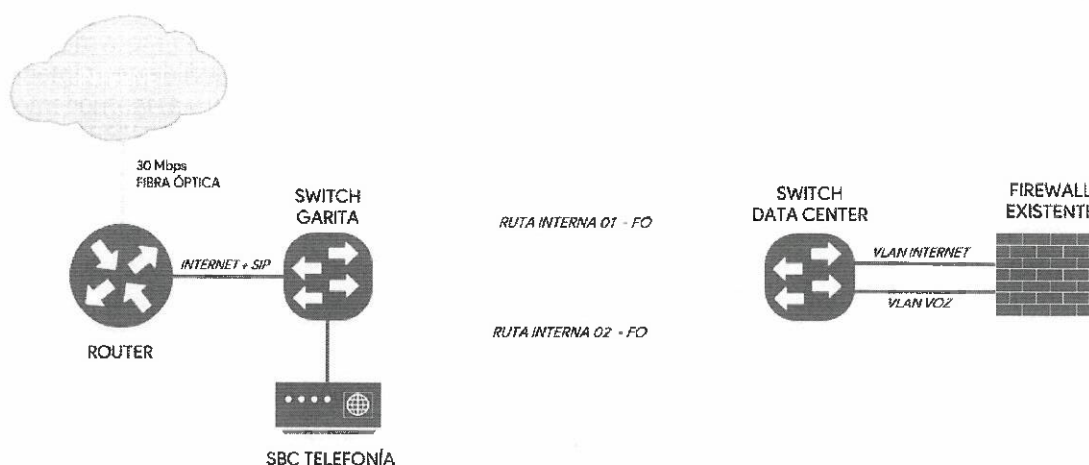 INTERNET
30 Mbps
FIBRA ÓPTICA
SWITCH
GARITA
INTERNET + SIP
ROUTER
SBC TELEFONÍA
RUTA INTERNA 01 - FO
RUTA INTERNA 02 - FO
SWITCH
DATA CENTER
VLAN INTERNET
VLAN VOZ
FIREWALL
EXISTENTE